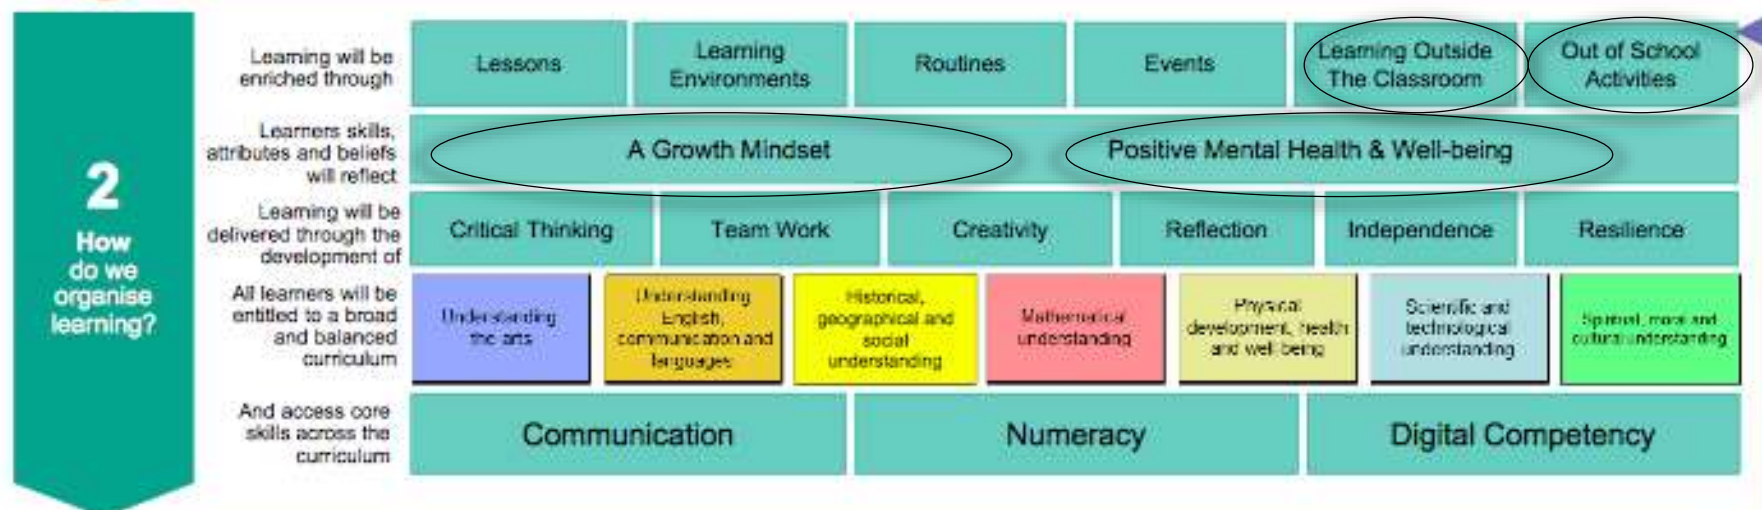 2
How
do we
organise
learning?
Learning will be
enriched through
Lessons
Learning
Environments
Routines
Events
Learning Outside
The Classroom
Out of School
Activities
Learners skills,
attributes and beliefs
will reflect
A Growth Mindset
Positive Mental Health & Well-being
Learning will be
delivered through the
development of
Critical Thinking
Team Work
Creativity
Reflection
Independence
Resilience
All learners will be
entitled to a broad
and balanced
curriculum
Understanding
the arts
Understanding
English,
communication and
languages
Historical,
geographical and
social
understanding
Mathematical
understanding
Physical
development, health
and well being
Scientific and
technological
understanding
Spiritual, moral and
cultural understanding
And access core
skills across the
curriculum
Communication
Numeracy
Digital Competency